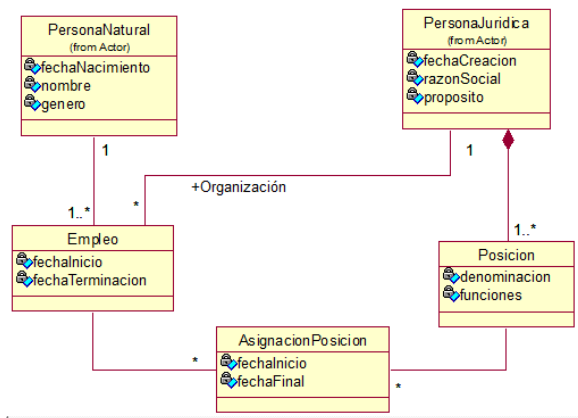 PersonaNatural
(from Actor)
fechaNacimiento
nombre
genero
PersonaJuridica
(from Actor)
fechaCreacion
razonSocial
proposito
1
1
+Organización
1..*
*
1..*
Empleo
fechaInicio
fechaTerminacion
Posicion
denominacion
funciones
AsignacionPosicion
fechaInicio
fechaFinal
*
*